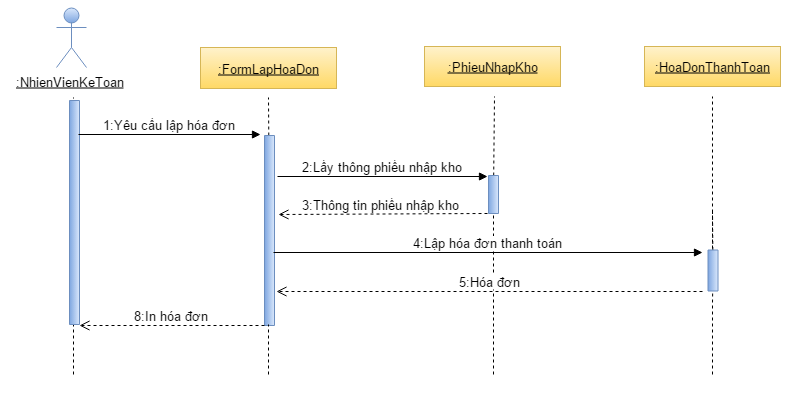 :NhienVienKeToan
:FormLapHoaDon
:PhieuNhapKho
:HoaDonThanhToan
1:Yêu cầu lập hóa đơn
2:Lấy thông phiếu nhập kho
3:Thông tin phiếu nhập kho
4:Lập hóa đơn thanh toán
5:Hóa đơn
8:In hóa đơn